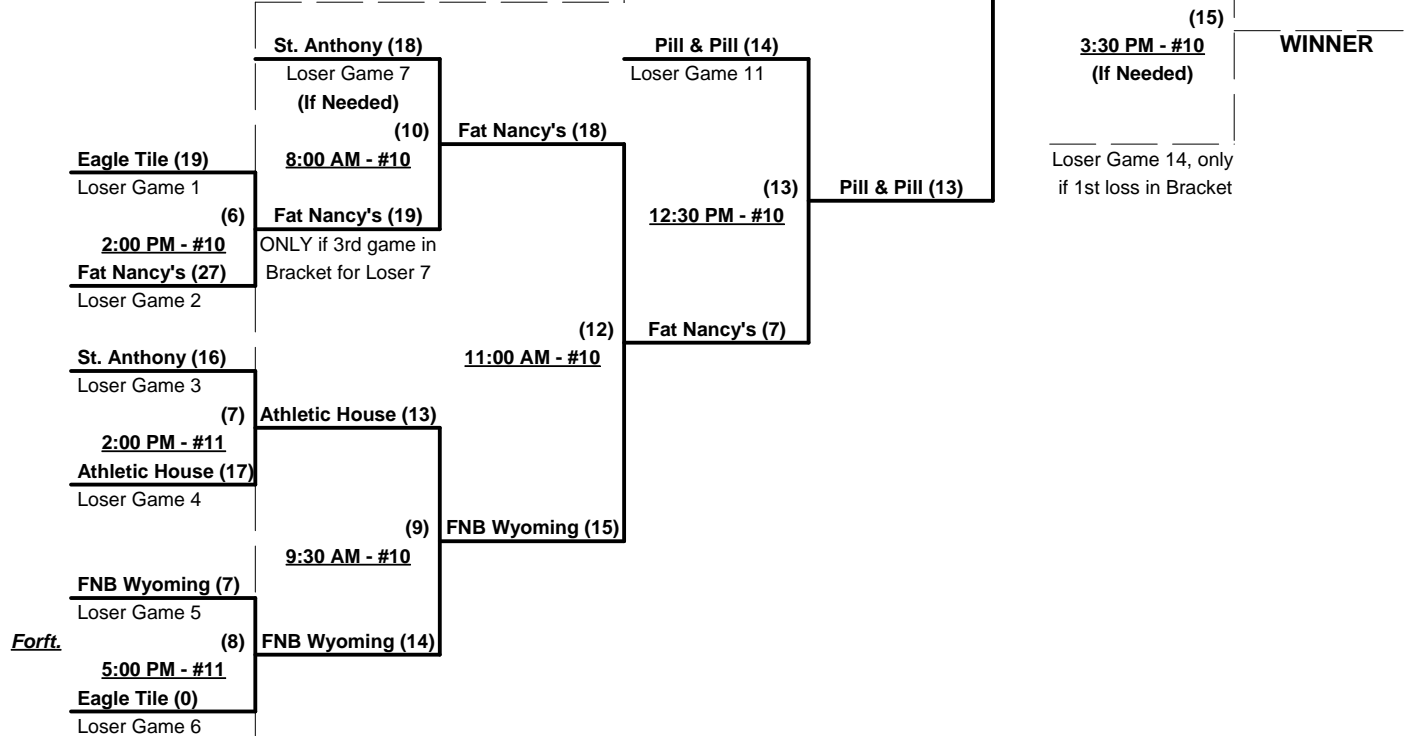 (15)
3:30 PM - #10
(If Needed)
WINNER
St. Anthony (18)
Loser Game 7
(If Needed)
(10)
8:00 AM - #10
Pill & Pill (14)
Loser Game 11
Fat Nancy's (18)
Eagle Tile (19)
Loser Game 1
(6)
2:00 PM - #10
Fat Nancy's (27)
Loser Game 2
Fat Nancy's (19)
ONLY if 3rd game in
Bracket for Loser 7
(13)
12:30 PM - #10
Pill & Pill (13)
Loser Game 14, only
if 1st loss in Bracket
(12)
11:00 AM - #10
Fat Nancy's (7)
St. Anthony (16)
Loser Game 3
(7)
2:00 PM - #11
Athletic House (17)
Loser Game 4
Athletic House (13)
(9)
9:30 AM - #10
FNB Wyoming (15)
FNB Wyoming (7)
Loser Game 5
Forft.
(8)
5:00 PM - #11
Eagle Tile (0)
Loser Game 6
FNB Wyoming (14)